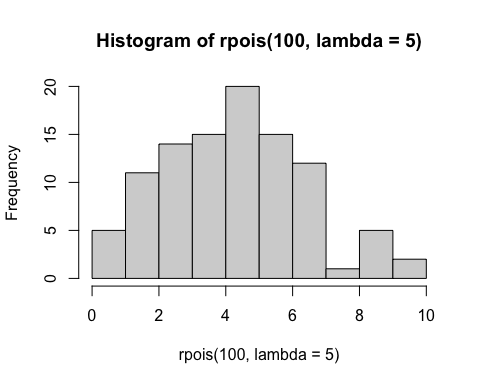 Histogram of rpois(100, lambda = 5)
Frequency
20
15
10
5
0
0 2 4 6 8 10
rpois(100, lambda = 5)